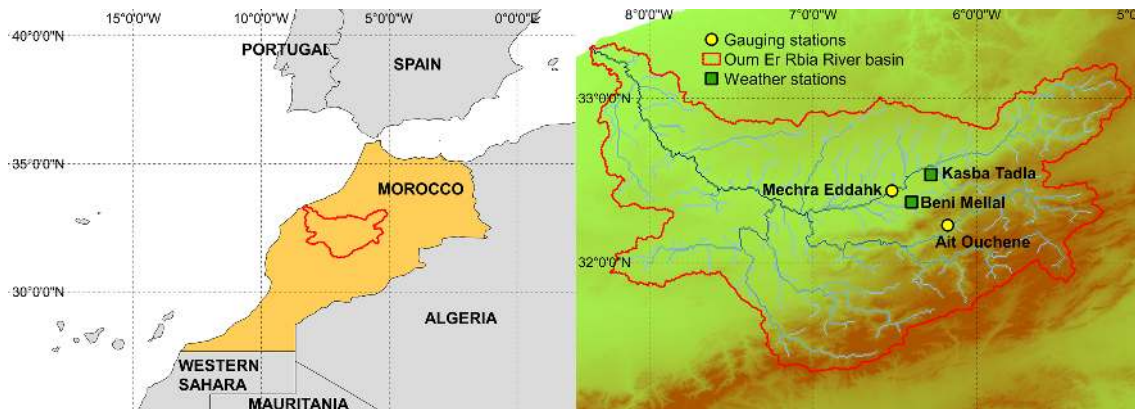 10°0'0"W
5°0'0"W
0°0'0"E
40°0'0"N
PORTUGAL
SPAIN
35°0'0"N
MOROCCO
30°0'0"N
ALGERIA
WESTERN
SAHARA
MAURITANIA
8°0'0"W
7°0'0"W
6°0'0"W
5°0
Gauging stations
Oum Er Rbia River basin
Weather stations
33°0'0"N
Kasba Tadla
Mechra Eddahk
Beni Mellal
Ait Ouchene
32°0'0"N